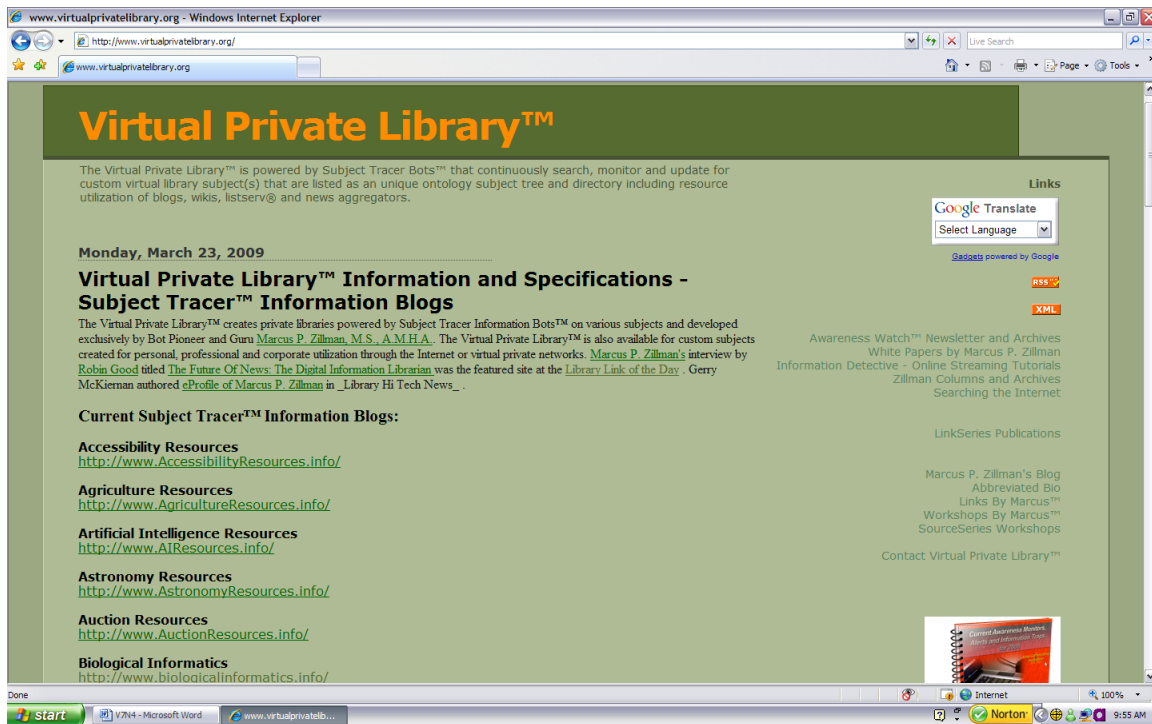 www.virtualprivatelibrary.org - Windows Internet Explorer
http://www.virtualprivatelibrary.org/
Live Search
www.virtualprivatelibrary.org
Page
Tools
Virtual Private Library™
The Virtual Private Library™ is powered by Subject Tracer Bots™ that continuously search, monitor and update for
custom virtual library subject(s) that are listed as an unique ontology subject tree and directory including resource
utilization of blogs, wikis, listserv® and news aggregators.
Monday, March 23, 2009
Virtual Private Library™ Information and Specifications -
Subject Tracer™ Information Blogs
The Virtual Private Library™ creates private libraries powered by Subject Tracer Information Bots™ on various subjects and developed
exclusively by Bot Pioneer and Guru Marcus P. Zillman, M.S., A.M.H.A.. The Virtual Private Library™ is also available for custom subjects
created for personal, professional and corporate utilization through the Internet or virtual private networks. Marcus P. Zillman's interview by
Robin Good titled The Future Of News: The Digital Information Librarian was the featured site at the Library Link of the Day . Gerry
McKiernan authored eProfile of Marcus P. Zillman in _Library Hi Tech News_ .
Current Subject Tracer™ Information Blogs:
Accessibility Resources
http://www.AccessibilityResources.info/
Agriculture Resources
http://www.AgricultureResources.info/
Artificial Intelligence Resources
http://www.AIResources.info/
Astronomy Resources
http://www.AstronomyResources.info/
Auction Resources
http://www.AuctionResources.info/
Biological Informatics
http://www.biologicalinformatics.info/
Links
Google Translate
Select Language
Gadgets powered by Google
RSS
XML
Awareness Watch™ Newsletter and Archives
White Papers by Marcus P. Zillman
Information Detective - Online Streaming Tutorials
Zillman Columns and Archives
Searching the Internet
LinkSeries Publications
Marcus P. Zillman's Blog
Abbreviated Bio
Links By Marcus™
Workshops By Marcus™
SourceSeries Workshops
Contact Virtual Private Library™
Current Awareness Monitors,
Alerts and Information Traps
Done
Internet
100%
start
V7N4 - Microsoft Word
www.virtualprivatelib...
Norton
9:55 AM